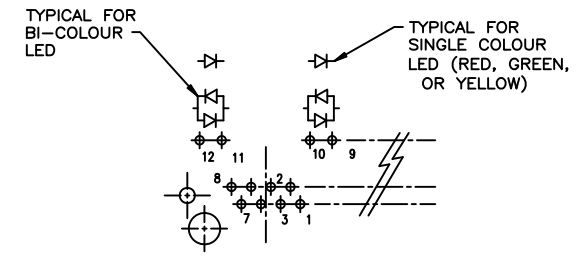 TYPICAL FOR
BI-COLOUR
LED
TYPICAL FOR
SINGLE COLOUR
LED (RED, GREEN,
OR YELLOW)
12 11
10 9
8 2
7 3 1